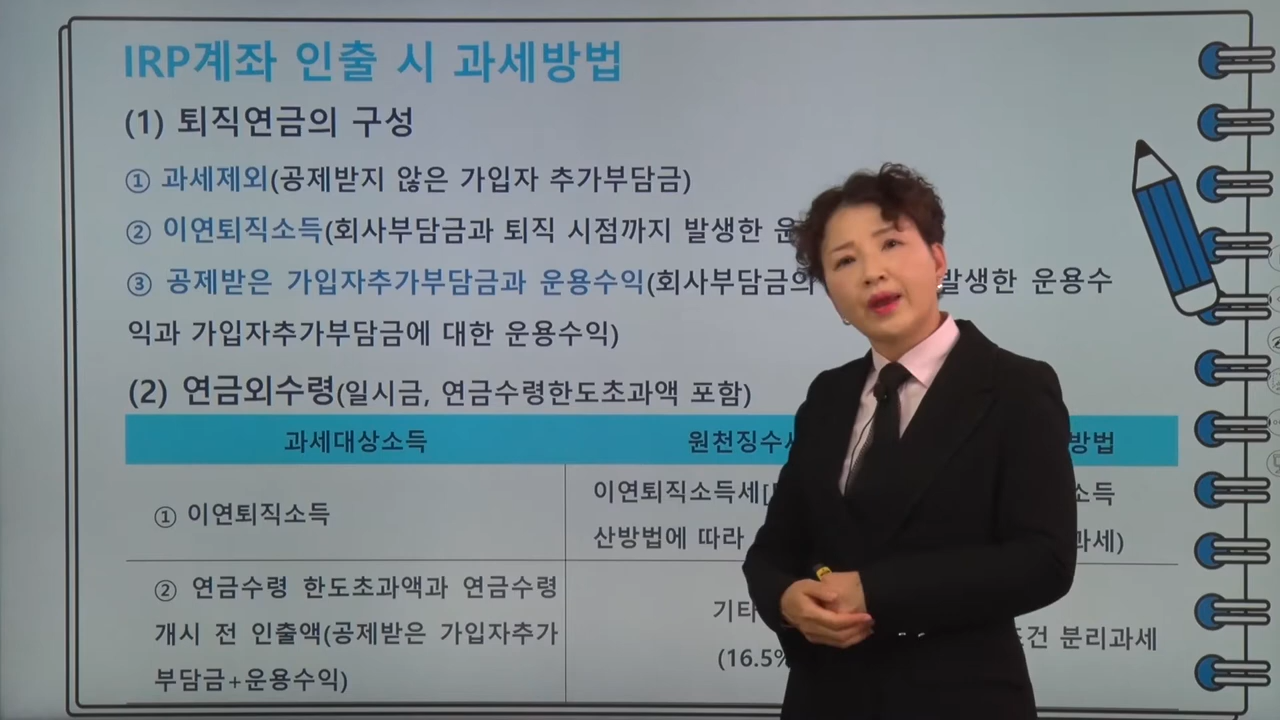 IRP계좌 인출 시 과세방법
(1) 퇴직연금의 구성
① 과세제외(공제받지 않은 가입자 추가부담금)
② 이연퇴직소득(회사부담금과 퇴직 시점까지 발생한
③ 공제받은 가입자추가부담금과 운용수익(회사부담금의 발생한 운용수
익과 가입자추가부담금에 대한 운용수익)
(2) 연금외수령(일시금, 연금수령한도초과액 포함)
과세대상소득 원천징수 방법
① 이연퇴직소득
이연퇴직소득세[ 소득
산방법에 따라 과세)
② 연금수령 한도초과액과 연금수령
개시 전 인출액(공제받은 가입자추가
부담금+운용수익)
기타 조건 분리과세
(16.5%